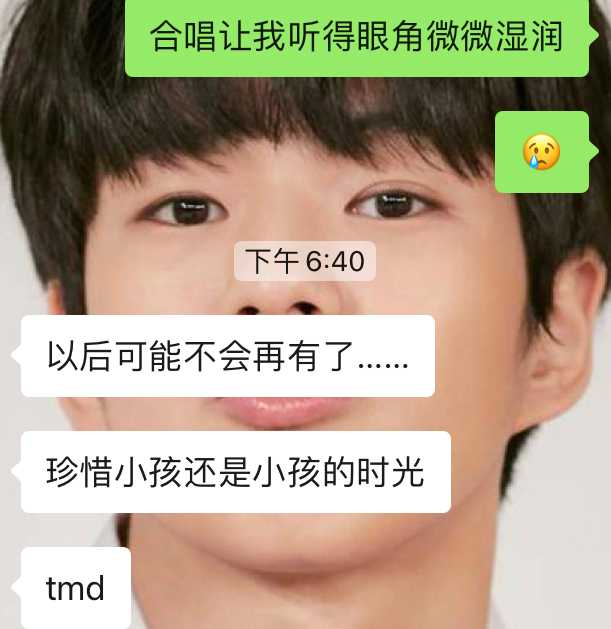 合唱让我听得眼角微微湿润
😢
下午 6:40
以后可能不会再有了……
珍惜小孩还是小孩的时光
tmd